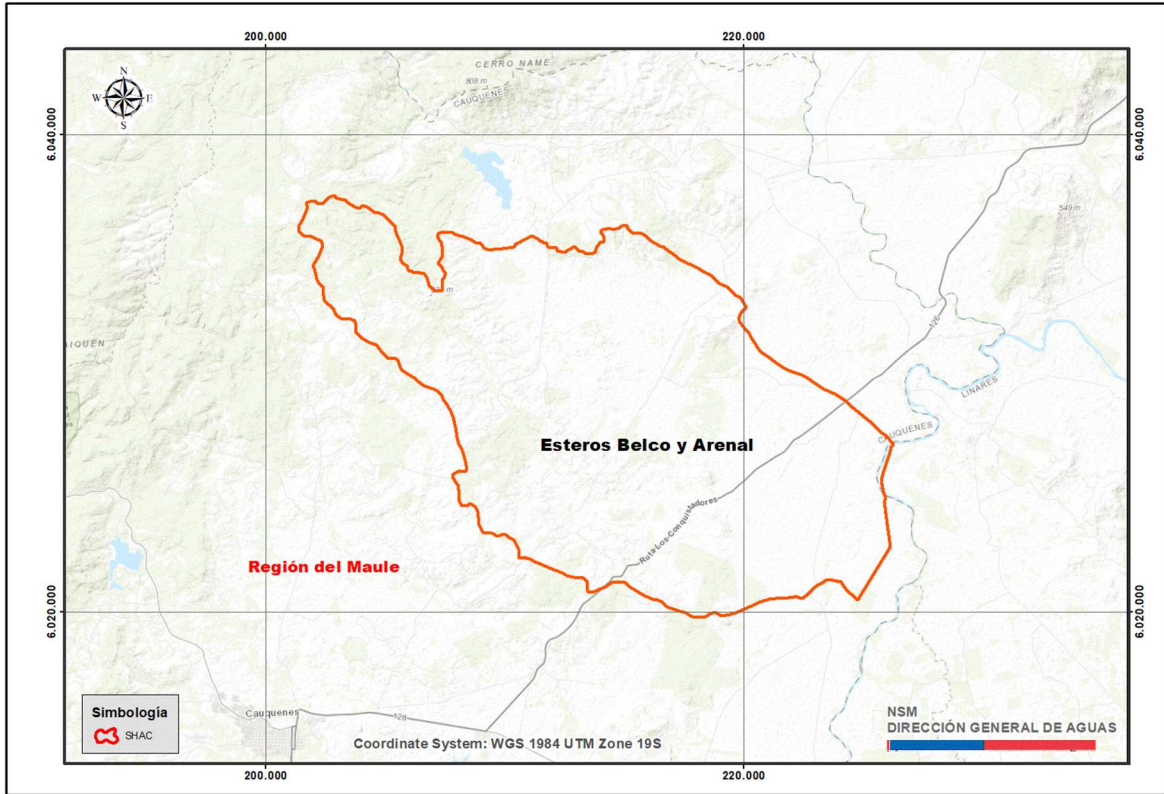 200.000
220.000
N
W E
S
CERRO NAME
808 m
CAUQUENES
6.040.000
6.040.000
549 m
AIQUÉN
126
LINARES
CAUQUENES
Esteros Belco y Arenal
Ruta-Los-Conquistadores
Región del Maule
6.020.000
6.020.000
Simbología
SHAC
Cauquenes
128
Coordinate System: WGS 1984 UTM Zone 19S
NSM
DIRECCIÓN GENERAL DE AGUAS
200.000
220.000